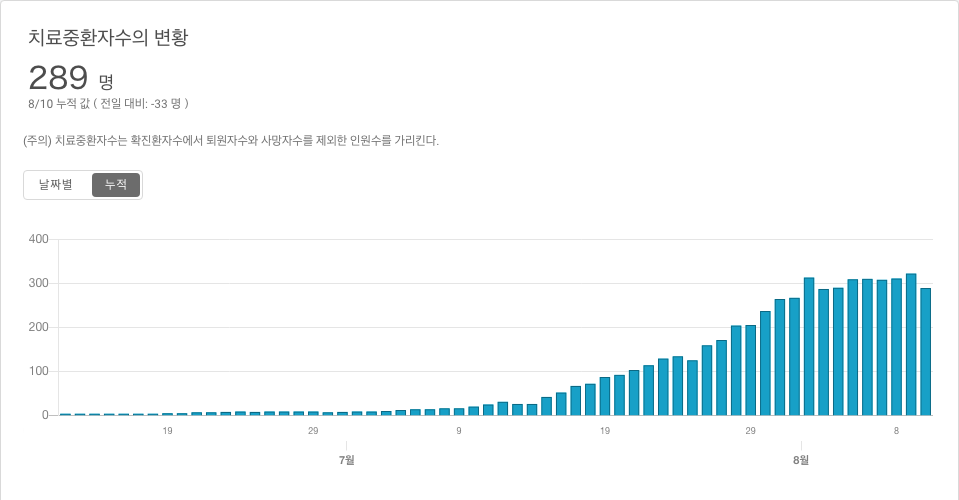 치료중환자수의 변황
289 명
8/10 누적 값 ( 전일 대비: -33 명 )
(주의) 치료중환자수는 확진환자수에서 퇴원자수와 사망자수를 제외한 인원수를 가리킨다.
날짜별 누적
400
300
200
100
0
19 29 9 19 29 8
7월 8월